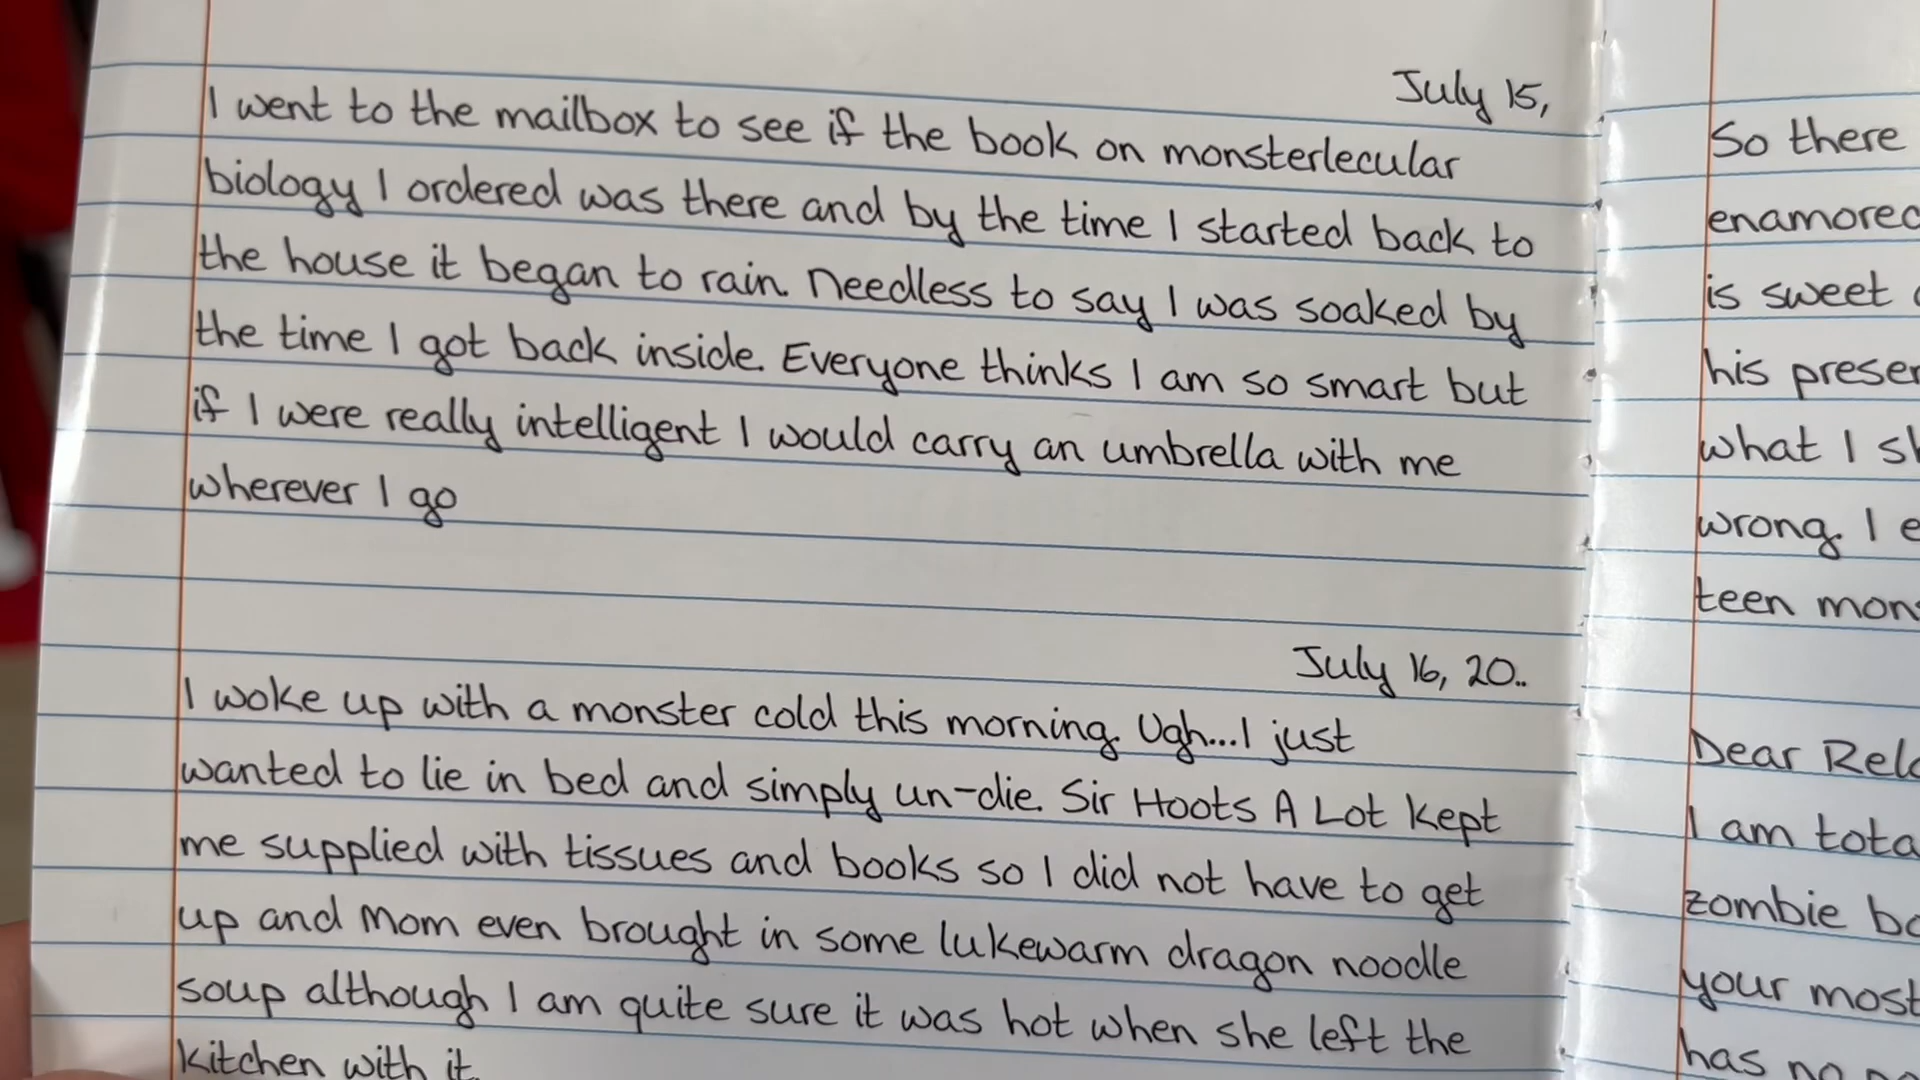 July 15,
I went to the mailbox to see if the book on monsterlecular
biology I ordered was there and by the time I started back to
the house it began to rain. Needless to say I was soaked by
the time I got back inside. Everyone thinks I am so smart but
if I were really intelligent I would carry an umbrella with me
wherever I go
July 16, 20..
I woke up with a monster cold this morning. Ugh...I just
wanted to lie in bed and simply un-die. Sir Hoots A Lot kept
me supplied with tissues and books so I did not have to get
up and Mom even brought in some lukewarm dragon noodle
soup although I am quite sure it was hot when she left the
kitchen with it.
So there
is sweet
his
what I
wrong. I
teen
Dear
I am
zombie
your most
has no